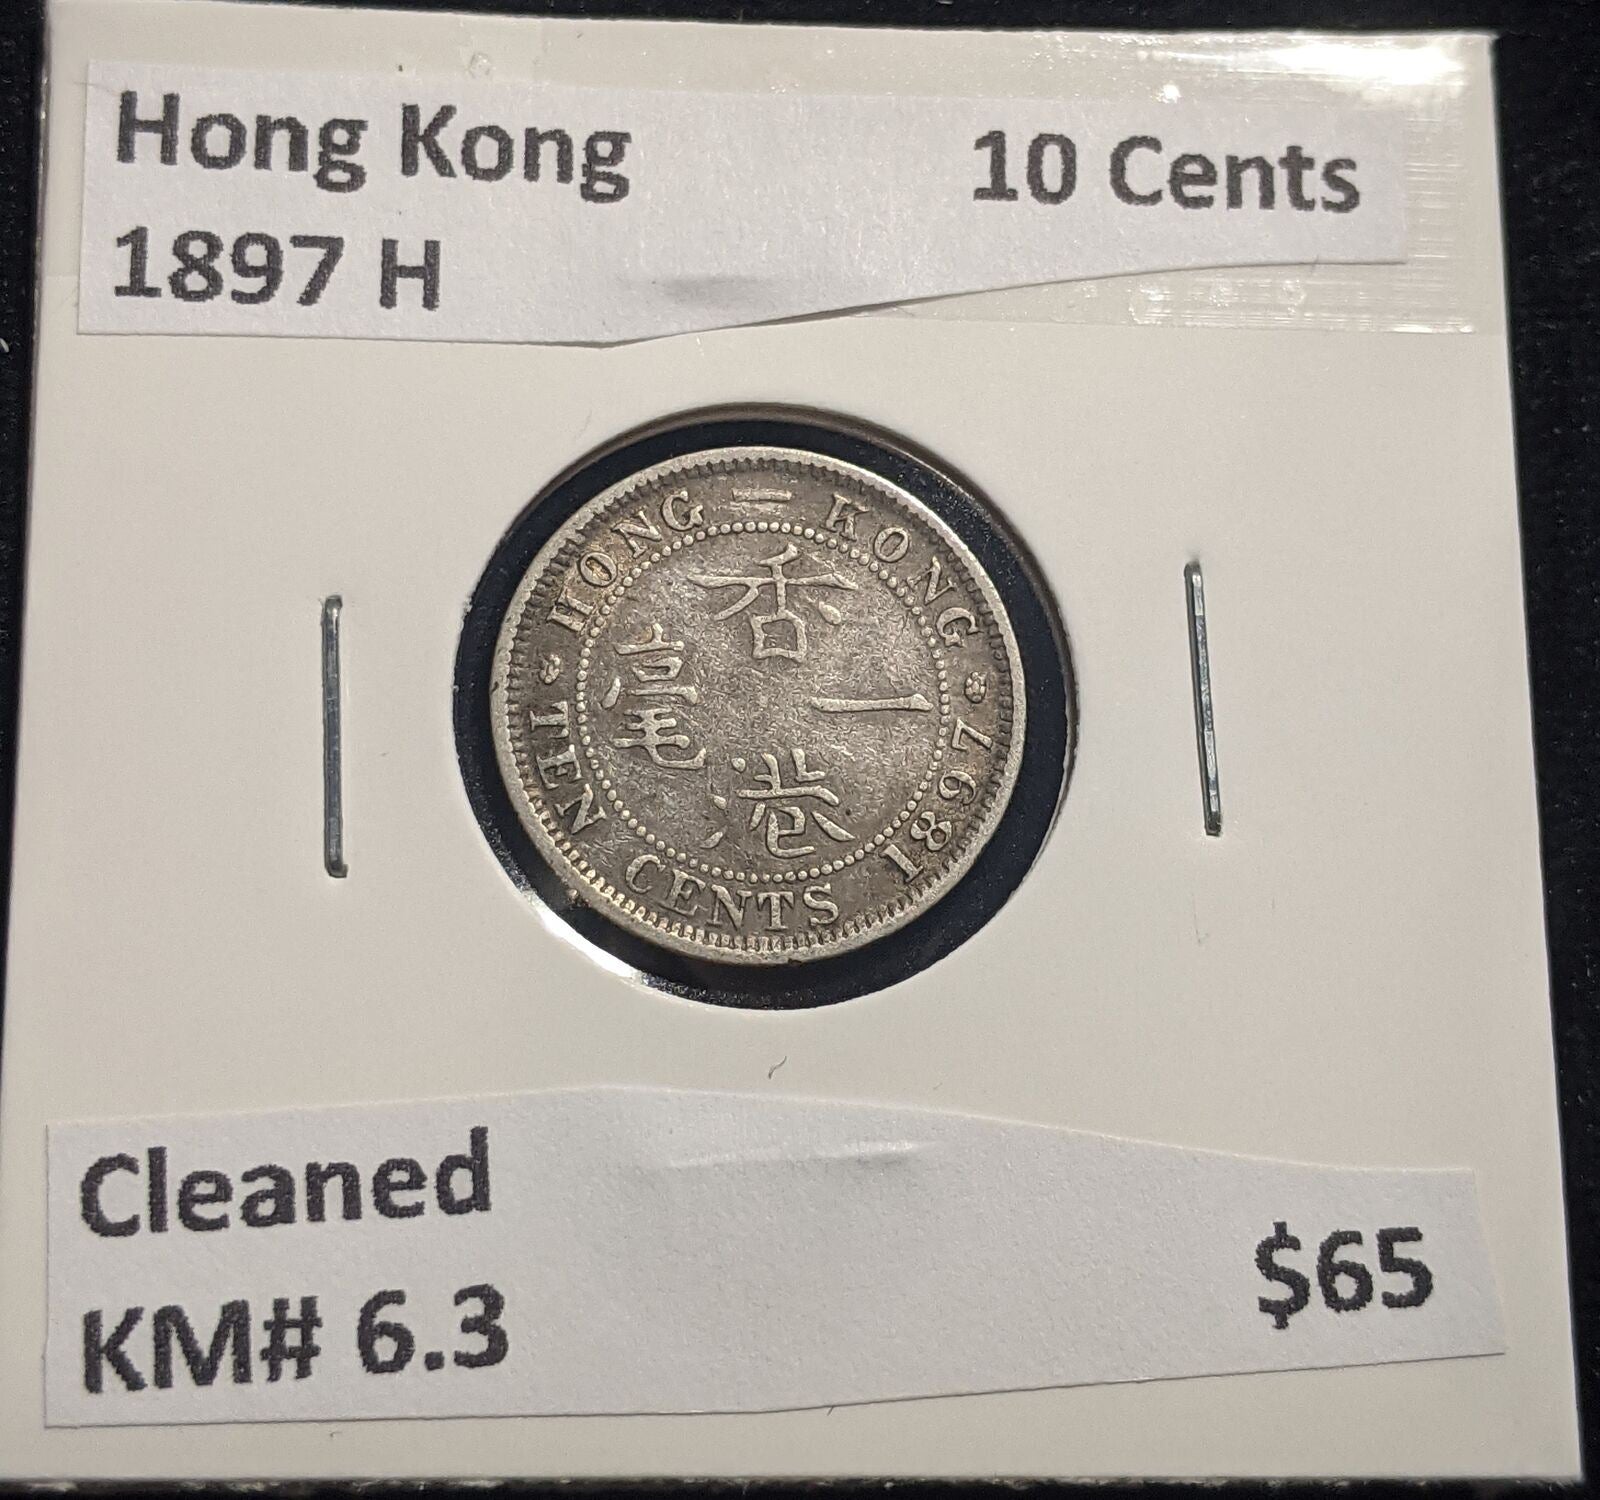 Hong Kong 10 Cents
1897 H
HONG – KONG
香
一
港
毫
TEN CENTS 1897
Cleaned
KM# 6.3 $65